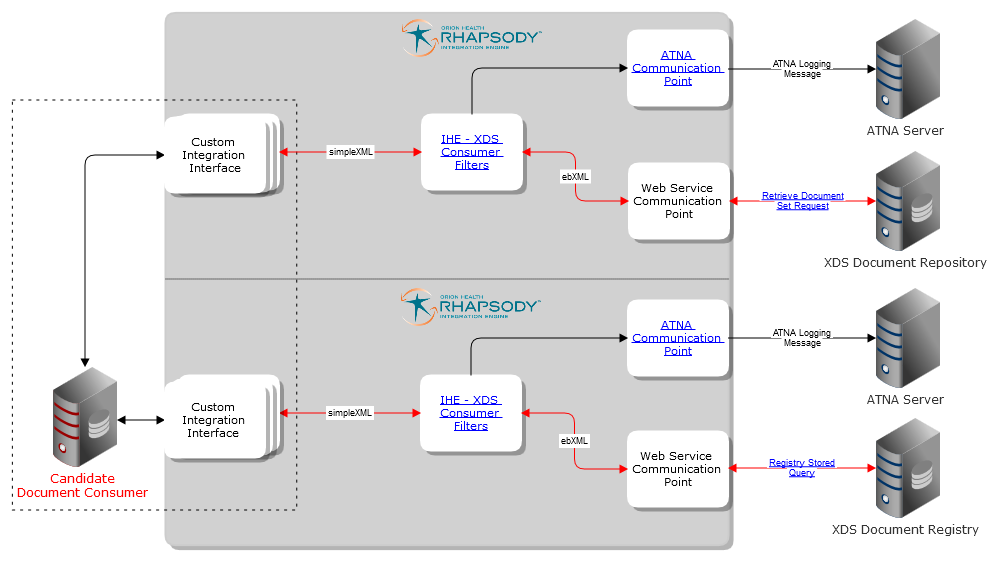 ORION HEALTH
RHAPSODY™
INTEGRATION ENGINE
ATNA
Communication
Point
ATNA Logging
Message
ATNA Server
Custom
Integration
Interface
simpleXML
IHE - XDS
Consumer
Filters
ebXML
Web Service
Communication
Point
Retrieve Document
Set Request
XDS Document Repository
ORION HEALTH
RHAPSODY™
INTEGRATION ENGINE
ATNA
Communication
Point
ATNA Logging
Message
ATNA Server
Custom
Integration
Interface
simpleXML
IHE - XDS
Consumer
Filters
ebXML
Web Service
Communication
Point
Registry Stored
Query
XDS Document Registry
Candidate
Document Consumer